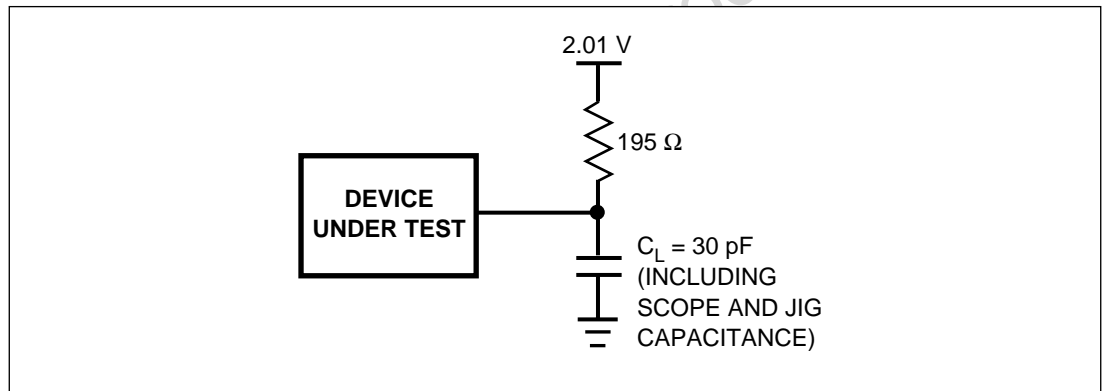 2.01 V
195 Ω
DEVICE
UNDER TEST
C_L = 30 pF
(INCLUDING
SCOPE AND JIG
CAPACITANCE)